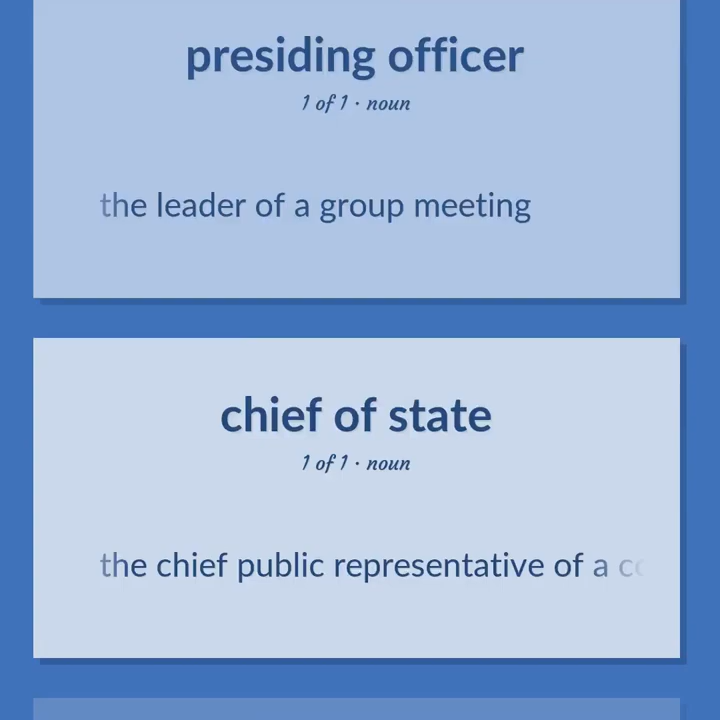 presiding officer
1 of 1 · noun
the leader of a group meeting
chief of state
1 of 1 · noun
the chief public representative of a